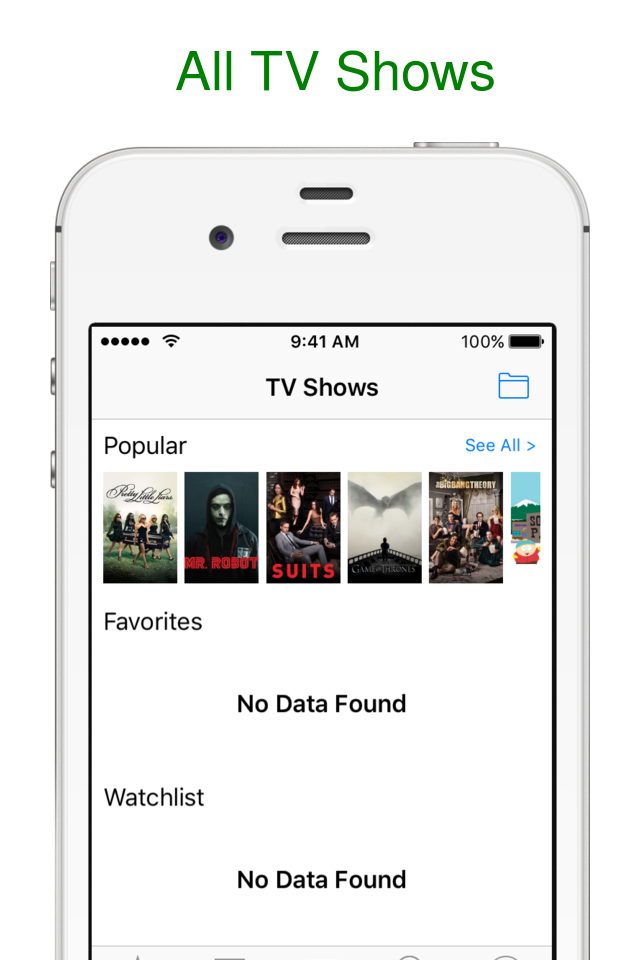 All TV Shows
9:41 AM
100%
TV Shows
Popular
See All >
Pretty Little Liars
MR. ROBOT
SUITS
GAME OF THRONES
THE BIG BANG THEORY
SO
P
Favorites
No Data Found
Watchlist
No Data Found